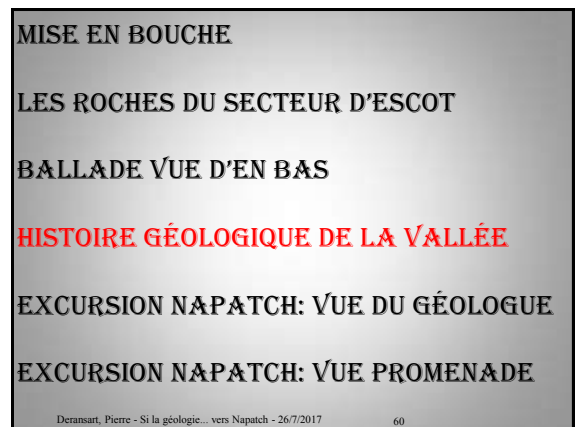 MISE EN BOUCHE
LES ROCHES DU SECTEUR D'ESCOT
BALLADE VUE D'EN BAS
HISTOIRE GÉOLOGIQUE DE LA VALLÉE
EXCURSION NAPATCH: VUE DU GÉOLOGUE
EXCURSION NAPATCH: VUE PROMENADE
Deransart, Pierre - Si la géologie... vers Napatch - 26/7/2017 60